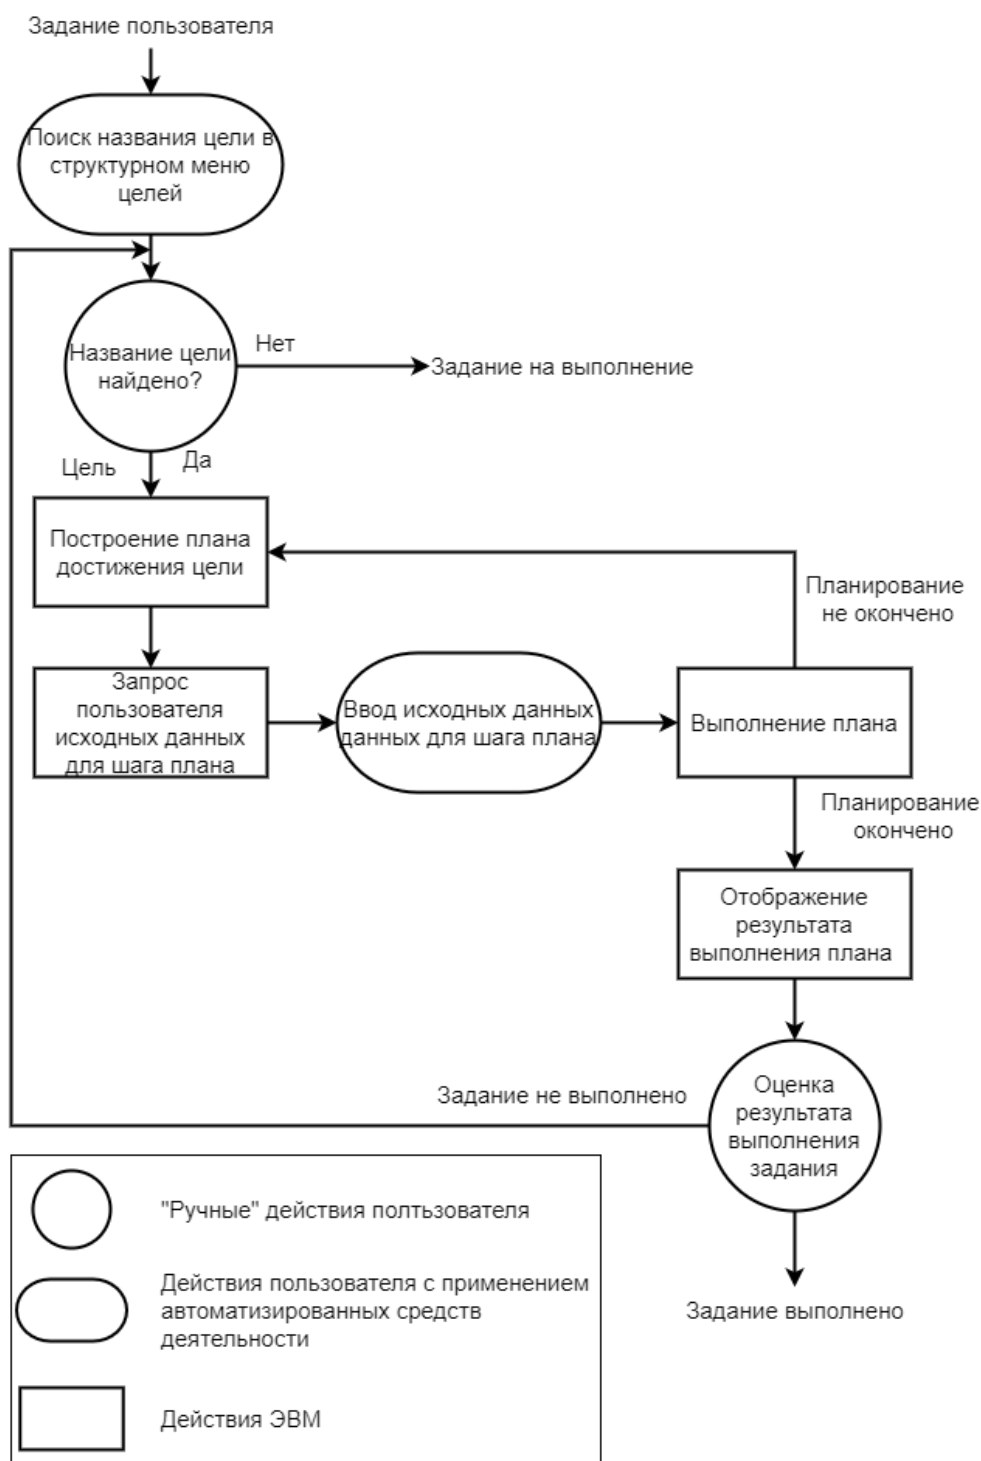 Задание пользователя
Поиск названия цели в
структурном меню
целей
Название цели
найдено?
Нет
Задание на выполнение
Цель
Да
Построение плана
достижения цели
Планирование
не окончено
Запрос
пользователя
исходных данных
для шага плана
Ввод исходных данных
данных для шага плана
Выполнение плана
Планирование
окончено
Отображение
результата
выполнения плана
Задание не выполнено
Оценка
результата
выполнения
задания
Задание выполнено
"Ручные" действия полтьзователя
Действия пользователя с применением
автоматизированных средств
деятельности
Действия ЭВМ